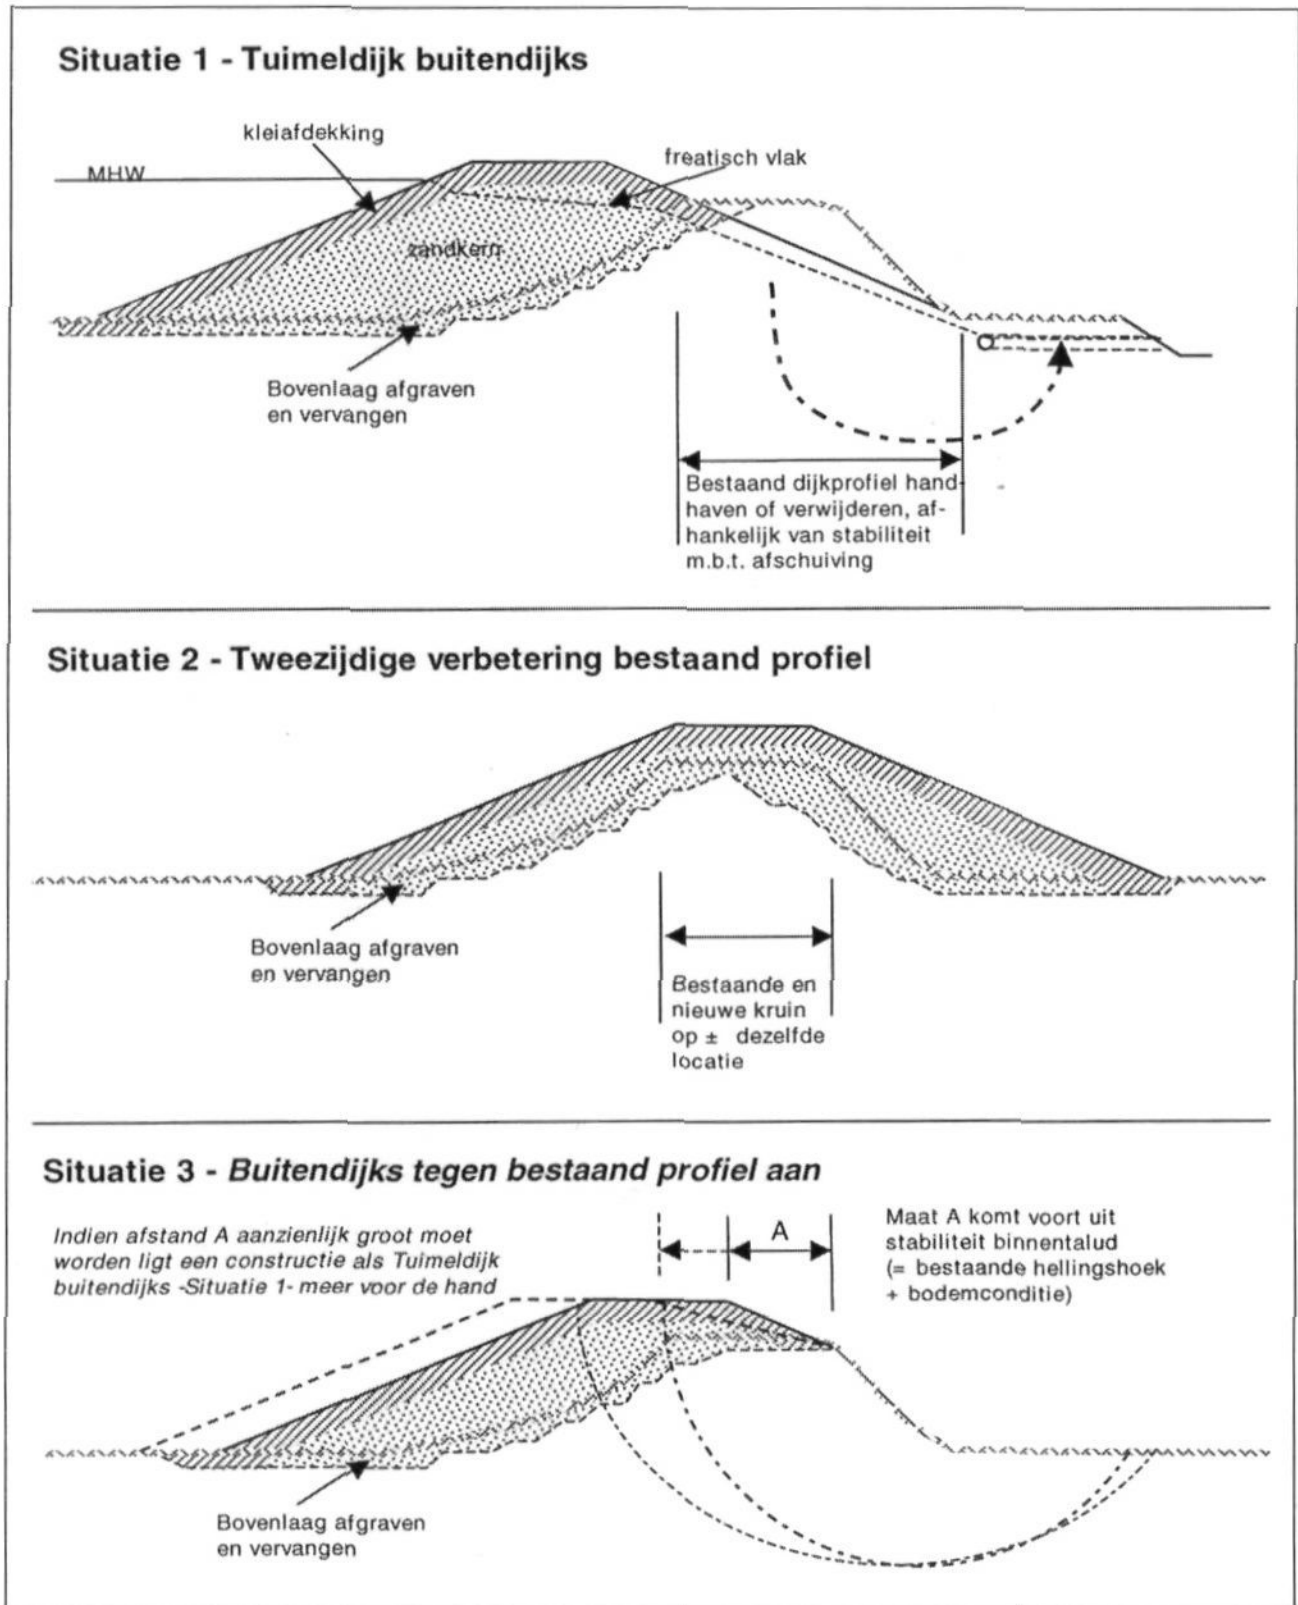 Situatie 1 - Tuimeldijk buitendijks
kleiafdekking
freatisch vlak
MHW
zandkern
Bovenlaag afgraven
en vervangen
Bestaand dijkprofiel hand-
haven of verwijderen, af-
hankelijk van stabiliteit
m.b.t. afschuiving
Situatie 2 - Tweezijdige verbetering bestaand profiel
Bovenlaag afgraven
en vervangen
Bestaande en
nieuwe kruin
op ± dezelfde
locatie
Situatie 3 - Buitendijks tegen bestaand profiel aan
Indien afstand A aanzienlijk groot moet
worden ligt een constructie als Tuimeldijk
buitendijks -Situatie 1- meer voor de hand
A
Maat A komt voort uit
stabiliteit binnentalud
(= bestaande hellingshoek
+ bodemconditie)
Bovenlaag afgraven
en vervangen